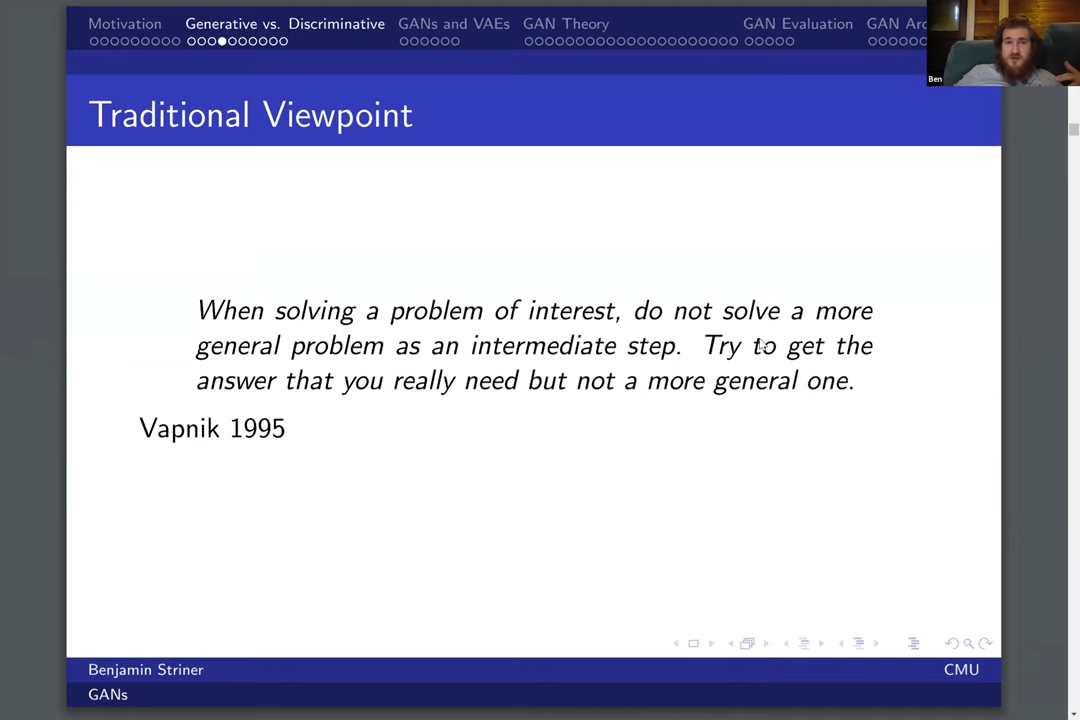 Motivation Generative vs. Discriminative GANs and VAEs GAN Theory GAN Evaluation GAN
Ben
Traditional Viewpoint
When solving a problem of interest, do not solve a more
general problem as an intermediate step. Try to get the
answer that you really need but not a more general one.
Vapnik 1995
Benjamin Striner CMU
GANs